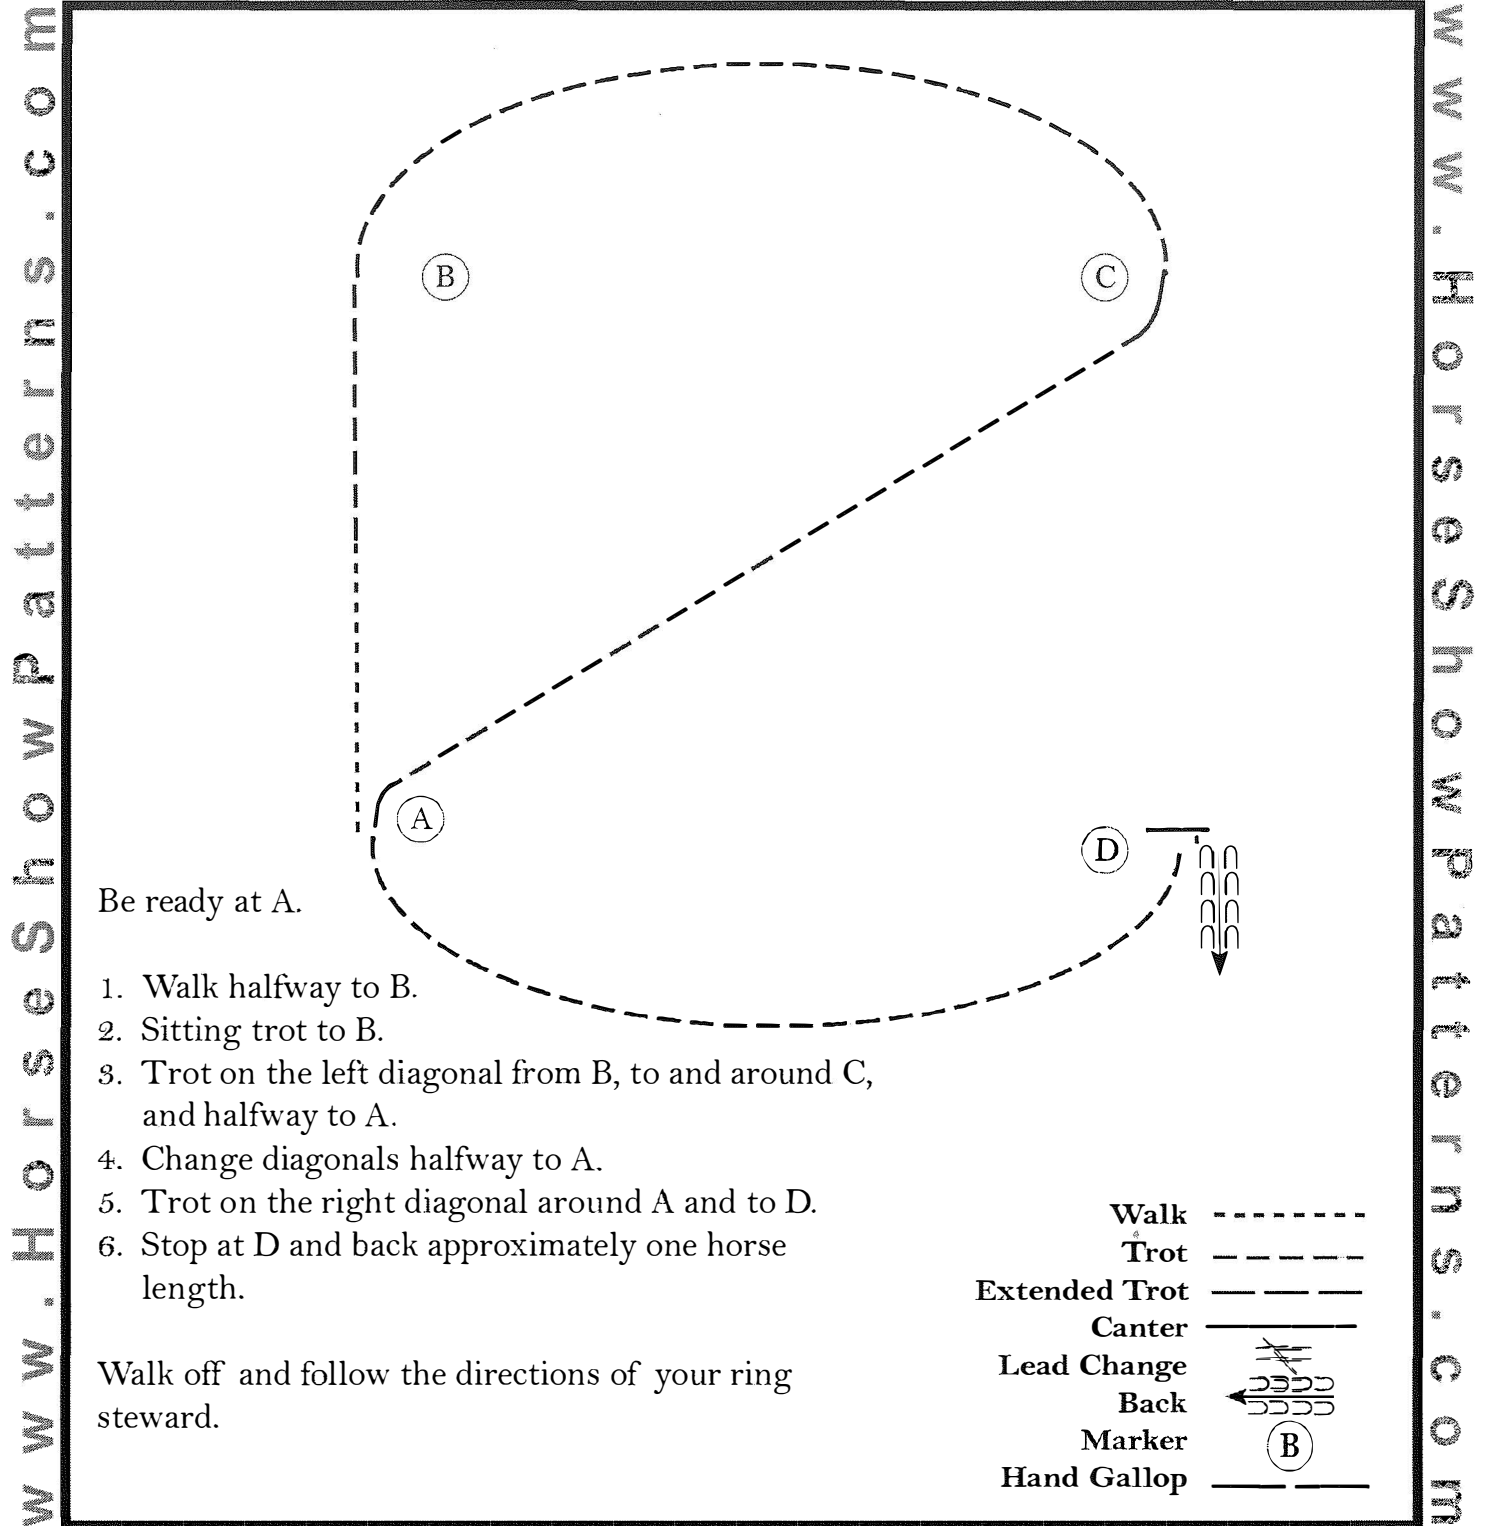 www.HorseShowPatterns.com
www.HorseShowPatterns.com
B
C
A
D
Be ready at A.
1. Walk halfway to B.
2. Sitting trot to B.
3. Trot on the left diagonal from B, to and around C,
and halfway to A.
4. Change diagonals halfway to A.
5. Trot on the right diagonal around A and to D.
6. Stop at D and back approximately one horse
length.
Walk off and follow the directions of your ring
steward.
Walk
Trot
Extended Trot
Canter
Lead Change
Back
Marker B
Hand Gallop